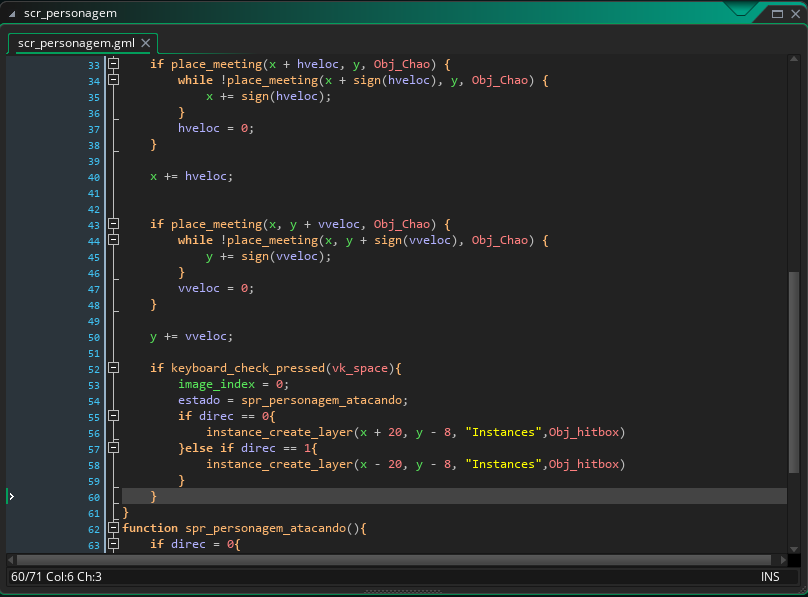 scr_personagem
scr_personagem.gml
33 if place_meeting(x + hveloc, y, Obj_Chao) {
34 while !place_meeting(x + sign(hveloc), y, Obj_Chao) {
35 x += sign(hveloc);
36 }
37 hveloc = 0;
38 }
39
40 x += hveloc;
41
42
43 if place_meeting(x, y + vveloc, Obj_Chao) {
44 while !place_meeting(x, y + sign(vveloc), Obj_Chao) {
45 y += sign(vveloc);
46 }
47 vveloc = 0;
48 }
49
50 y += vveloc;
51
52 if keyboard_check_pressed(vk_space){
53 image_index = 0;
54 estado = spr_personagem_atacando;
55 if direc == 0{
56 instance_create_layer(x + 20, y - 8, "Instances",Obj_hitbox)
57 }else if direc == 1{
58 instance_create_layer(x - 20, y - 8, "Instances",Obj_hitbox)
59 }
60 }
61 }
62 function spr_personagem_atacando(){
63 if direc = 0{
60/71 Col:6 Ch:3 INS